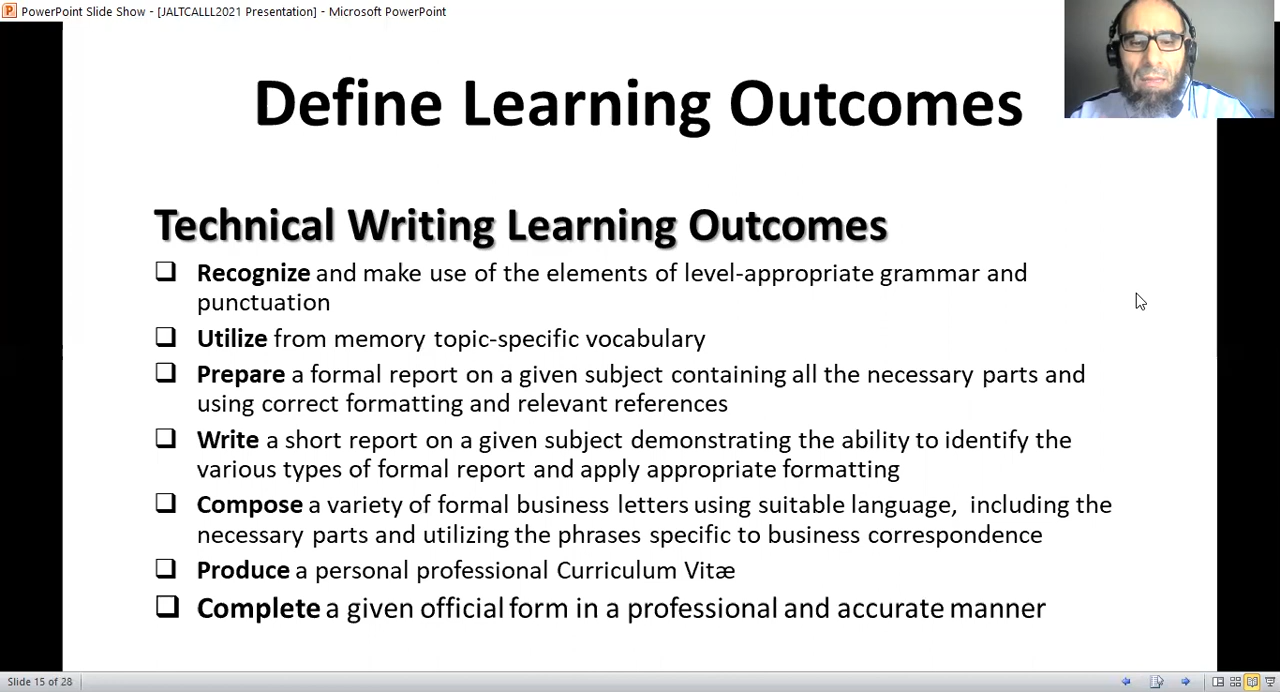 PowerPoint Slide Show - [JALTCALLL2021 Presentation] - Microsoft PowerPoint
Define Learning Outcomes
Technical Writing Learning Outcomes
Recognize and make use of the elements of level-appropriate grammar and
punctuation
Utilize from memory topic-specific vocabulary
Prepare a formal report on a given subject containing all the necessary parts and
using correct formatting and relevant references
Write a short report on a given subject demonstrating the ability to identify the
various types of formal report and apply appropriate formatting
Compose a variety of formal business letters using suitable language, including the
necessary parts and utilizing the phrases specific to business correspondence
Produce a personal professional Curriculum Vitæ
Complete a given official form in a professional and accurate manner
Slide 15 of 28